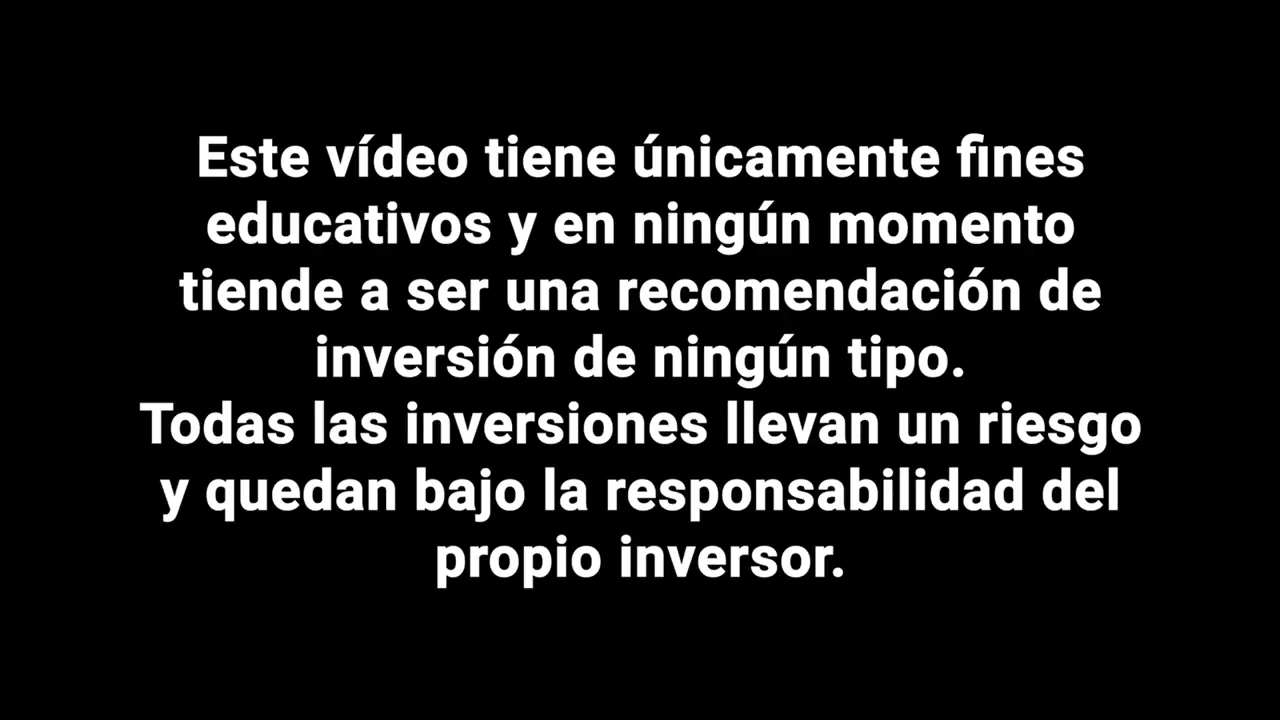 Este vídeo tiene únicamente fines
educativos y en ningún momento
tiende a ser una recomendación de
inversión de ningún tipo.
Todas las inversiones llevan un riesgo
y quedan bajo la responsabilidad del
propio inversor.